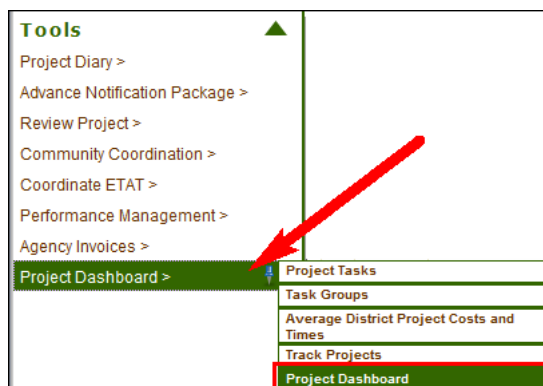 Tools
Project Diary >
Advance Notification Package >
Review Project >
Community Coordination >
Coordinate ETAT >
Performance Management >
Agency Invoices >
Project Dashboard >
Project Tasks
Task Groups
Average District Project Costs and
Times
Track Projects
Project Dashboard